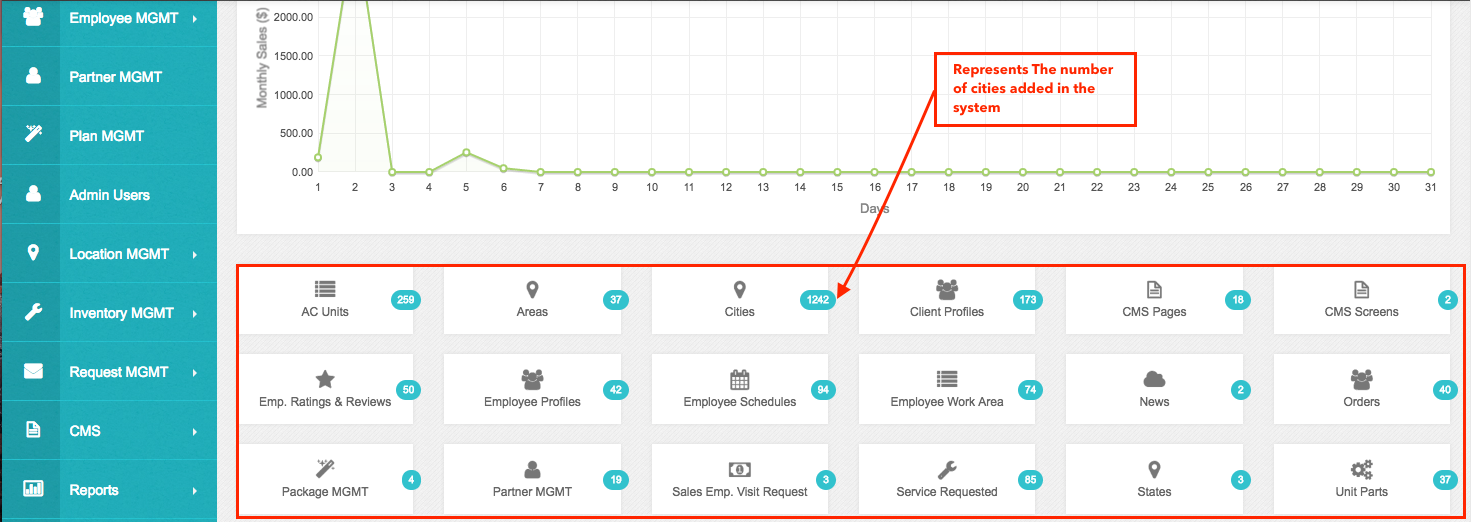 Employee MGMT
Partner MGMT
Plan MGMT
Admin Users
Location MGMT
Inventory MGMT
Request MGMT
CMS
Reports
Monthly Sales ($)
2000.00
1500.00
1000.00
500.00
0.00
1 2 3 4 5 6 7 8 9 10 11 12 13 14 15 16 17 18 19 20 21 22 23 24 25 26 27 28 29 30 31
Days
Represents The number
of cities added in the
system
AC Units 259
Areas 37
Cities 1242
Client Profiles 173
CMS Pages 18
CMS Screens 2
Emp. Ratings & Reviews 50
Employee Profiles 42
Employee Schedules 94
Employee Work Area 74
News 2
Orders 40
Package MGMT 4
Partner MGMT 19
Sales Emp. Visit Request 3
Service Requested 85
States 3
Unit Parts 37